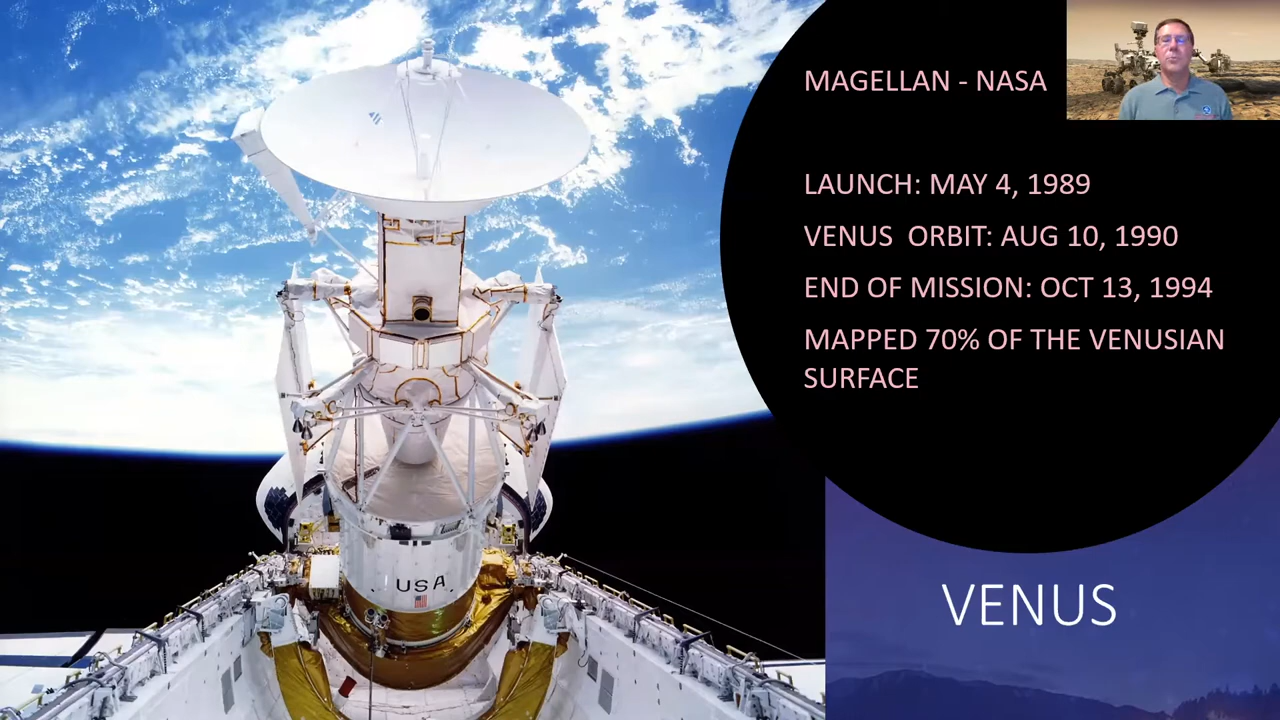 MAGELLAN - NASA
LAUNCH: MAY 4, 1989
VENUS  ORBIT: AUG 10, 1990
END OF MISSION: OCT 13, 1994
MAPPED 70% OF THE VENUSIAN
SURFACE
USA
VENUS